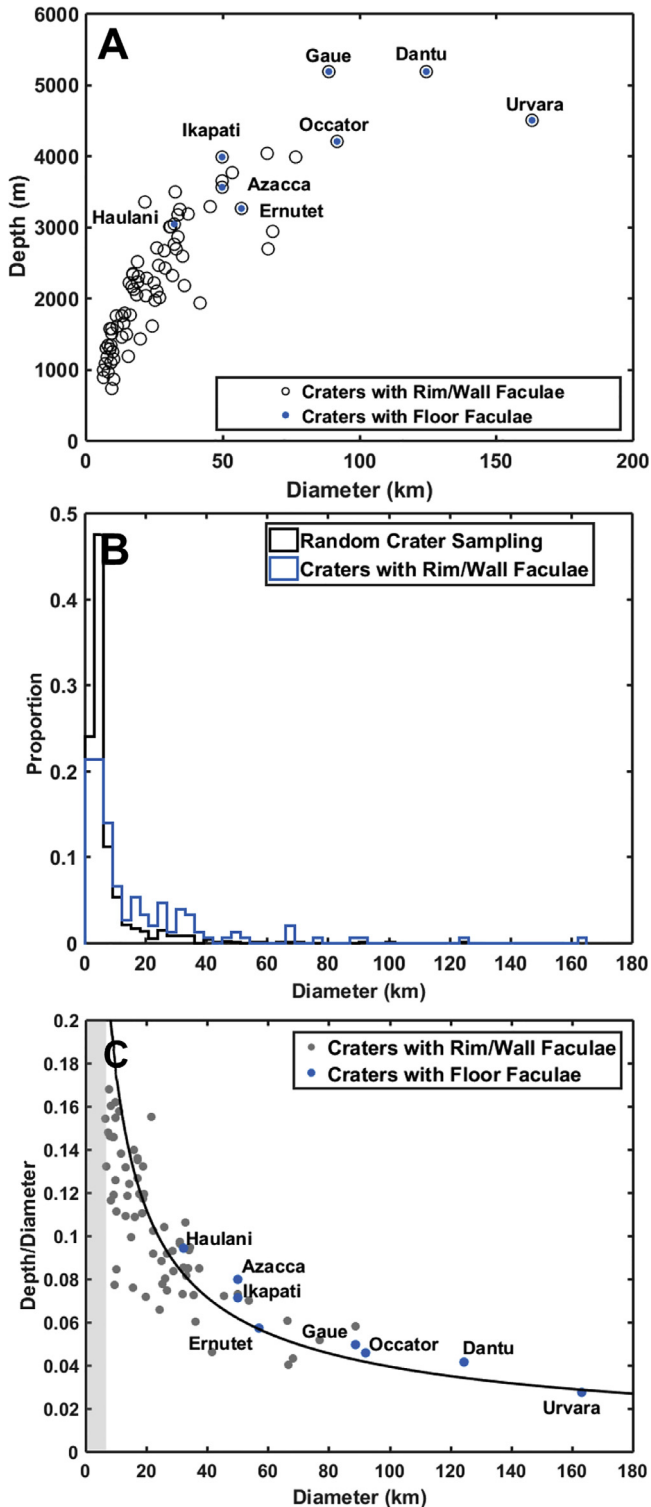 A
6000
5000
4000
3000
2000
1000
0
Depth (m)
Gaue
Dantu
Urvara
Ikapati
Occator
Azacca
Haulani
Ernutet
Craters with Rim/Wall Faculae
Craters with Floor Faculae
0 50 100 150 200
Diameter (km)
B
0.5
0.4
0.3
0.2
0.1
0
Proportion
Random Crater Sampling
Craters with Rim/Wall Faculae
0 20 40 60 80 100 120 140 160 180
Diameter (km)
C
0.2
0.18
0.16
0.14
0.12
0.1
0.08
0.06
0.04
0.02
0
Depth/Diameter
Craters with Rim/Wall Faculae
Craters with Floor Faculae
Haulani
Azacca
Ikapati
Ernutet
Gaue
Occator
Dantu
Urvara
0 20 40 60 80 100 120 140 160 180
Diameter (km)